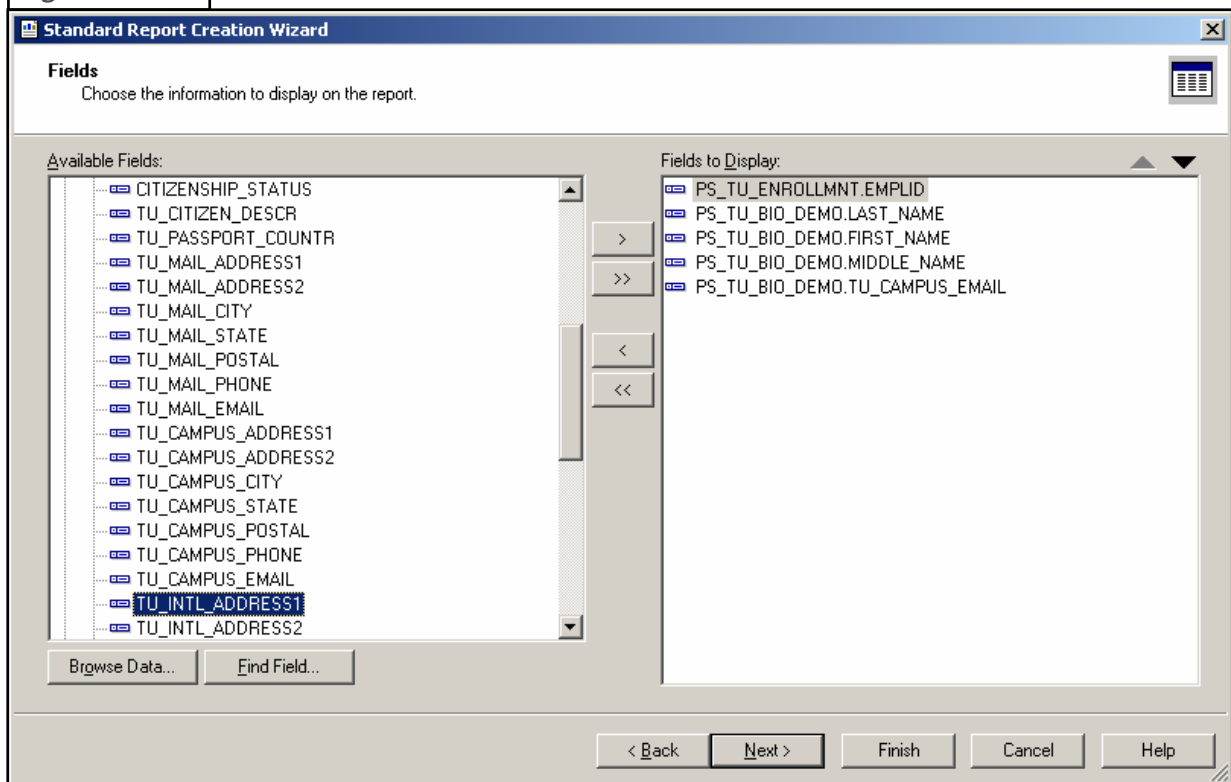 Standard Report Creation Wizard
Fields
Choose the information to display on the report.
Available Fields:
CITIZENSHIP_STATUS
TU_CITIZEN_DESCR
TU_PASSPORT_COUNTR
TU_MAIL_ADDRESS1
TU_MAIL_ADDRESS2
TU_MAIL_CITY
TU_MAIL_STATE
TU_MAIL_POSTAL
TU_MAIL_PHONE
TU_MAIL_EMAIL
TU_CAMPUS_ADDRESS1
TU_CAMPUS_ADDRESS2
TU_CAMPUS_CITY
TU_CAMPUS_STATE
TU_CAMPUS_POSTAL
TU_CAMPUS_PHONE
TU_CAMPUS_EMAIL
TU_INTL_ADDRESS1
TU_INTL_ADDRESS2
Browse Data...
Find Field...
>
>>
<
<<
Fields to Display:
PS_TU_ENROLLMNT.EMPLID
PS_TU_BIO_DEMO.LAST_NAME
PS_TU_BIO_DEMO.FIRST_NAME
PS_TU_BIO_DEMO.MIDDLE_NAME
PS_TU_BIO_DEMO.TU_CAMPUS_EMAIL
< Back
Next >
Finish
Cancel
Help